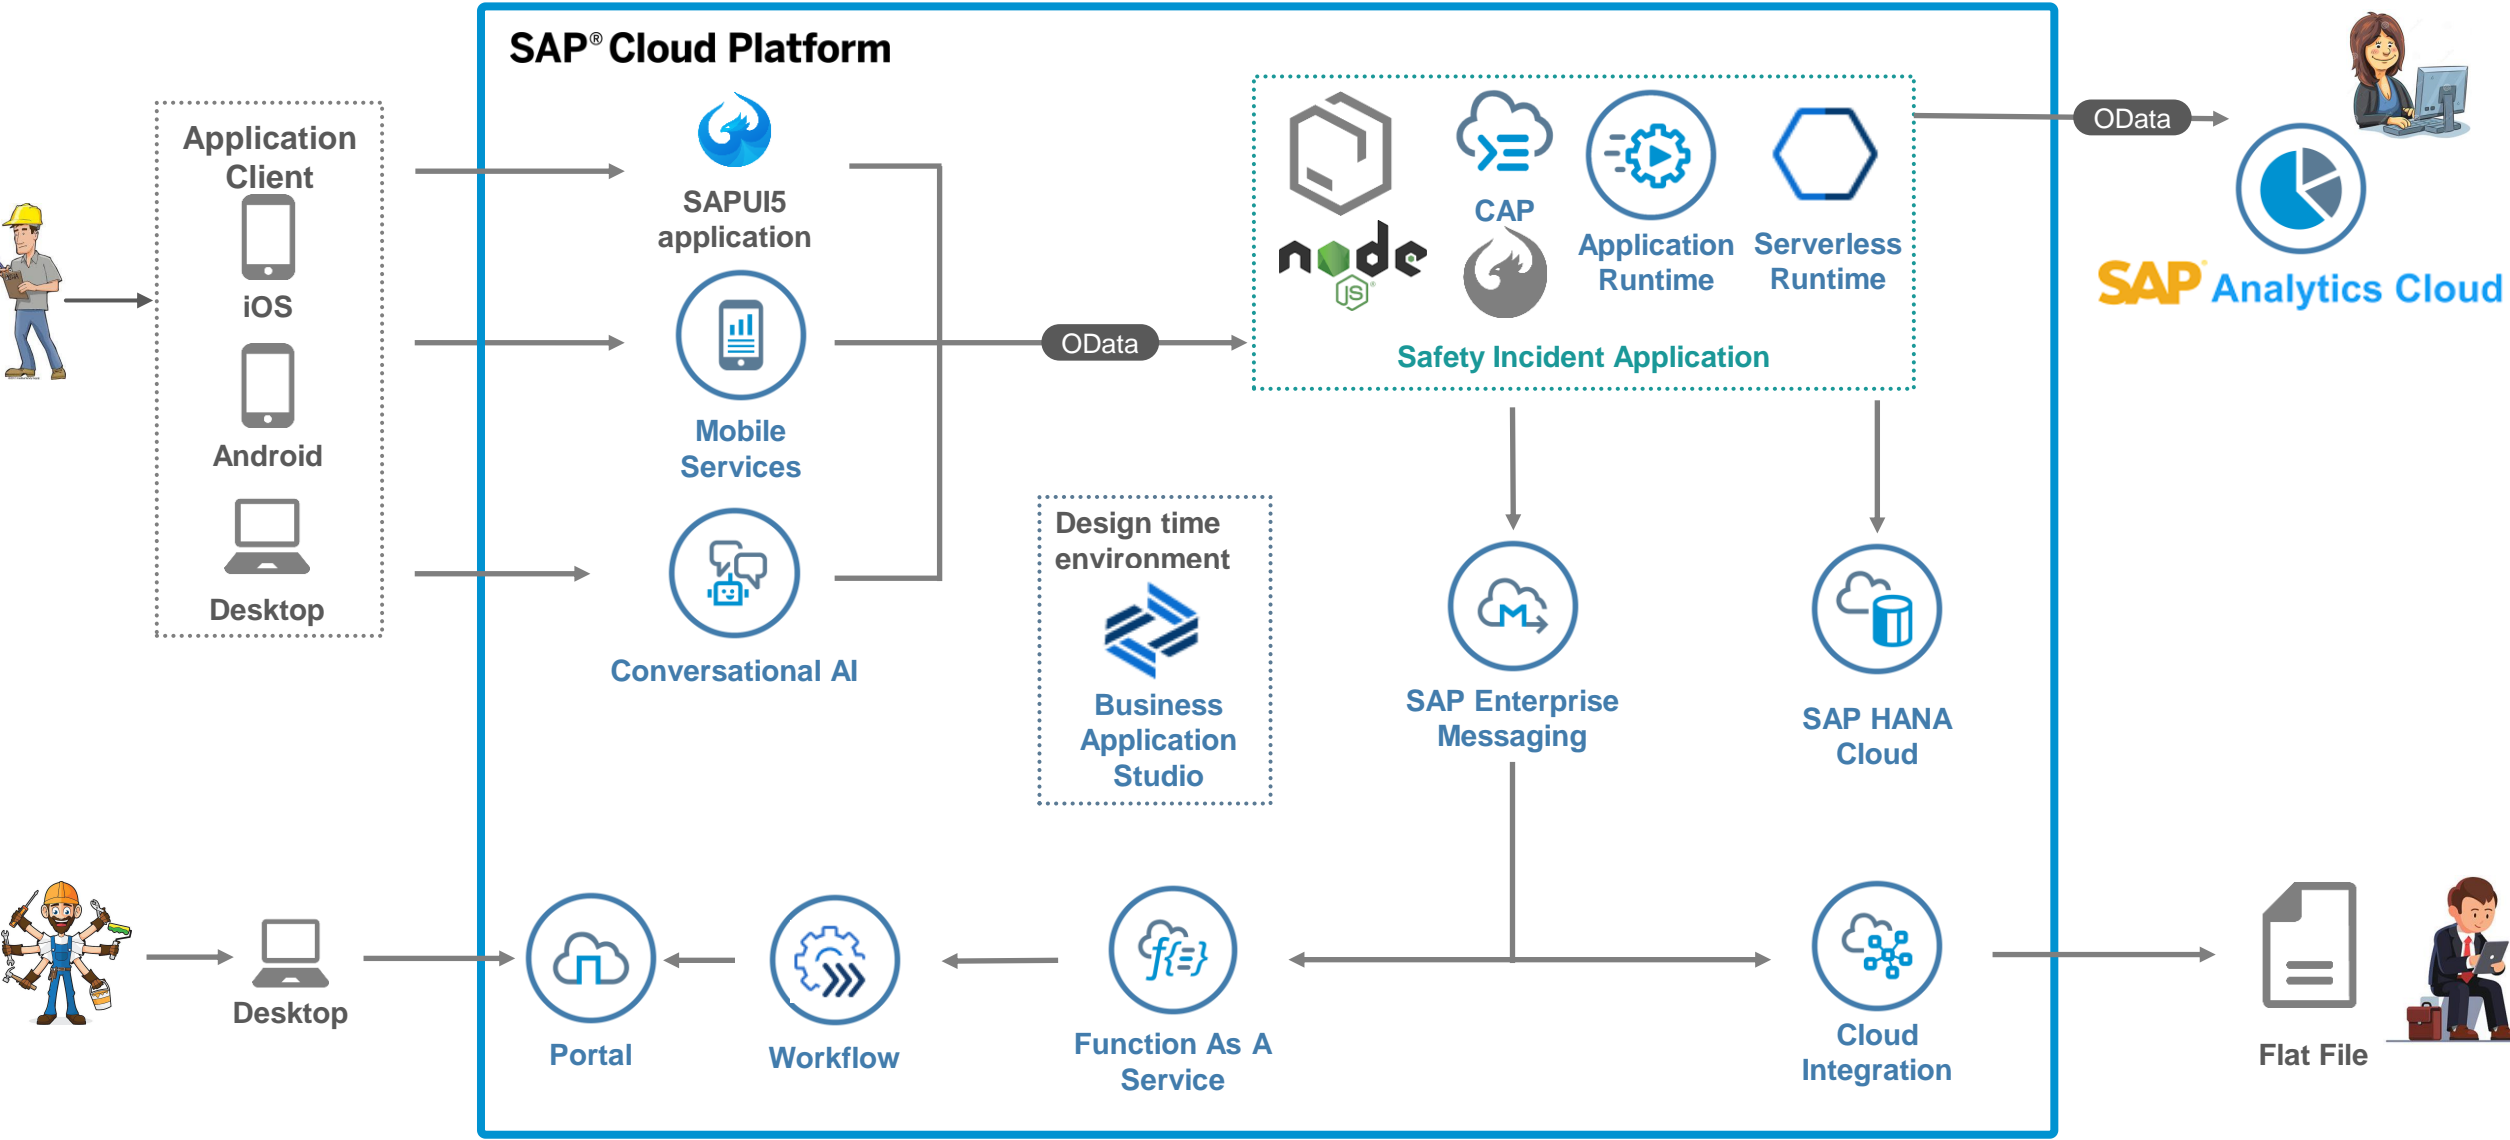 SAP® Cloud Platform
Application
Client
iOS
Android
Desktop
SAPUI5
application
Mobile
Services
Conversational AI
OData
node
JS
CAP
Application
Runtime
Serverless
Runtime
Safety Incident Application
OData
SAP Analytics Cloud
Design time
environment
Business
Application
Studio
SAP Enterprise
Messaging
SAP HANA
Cloud
Desktop
Portal
Workflow
f{=}
Function As A
Service
Cloud
Integration
Flat File